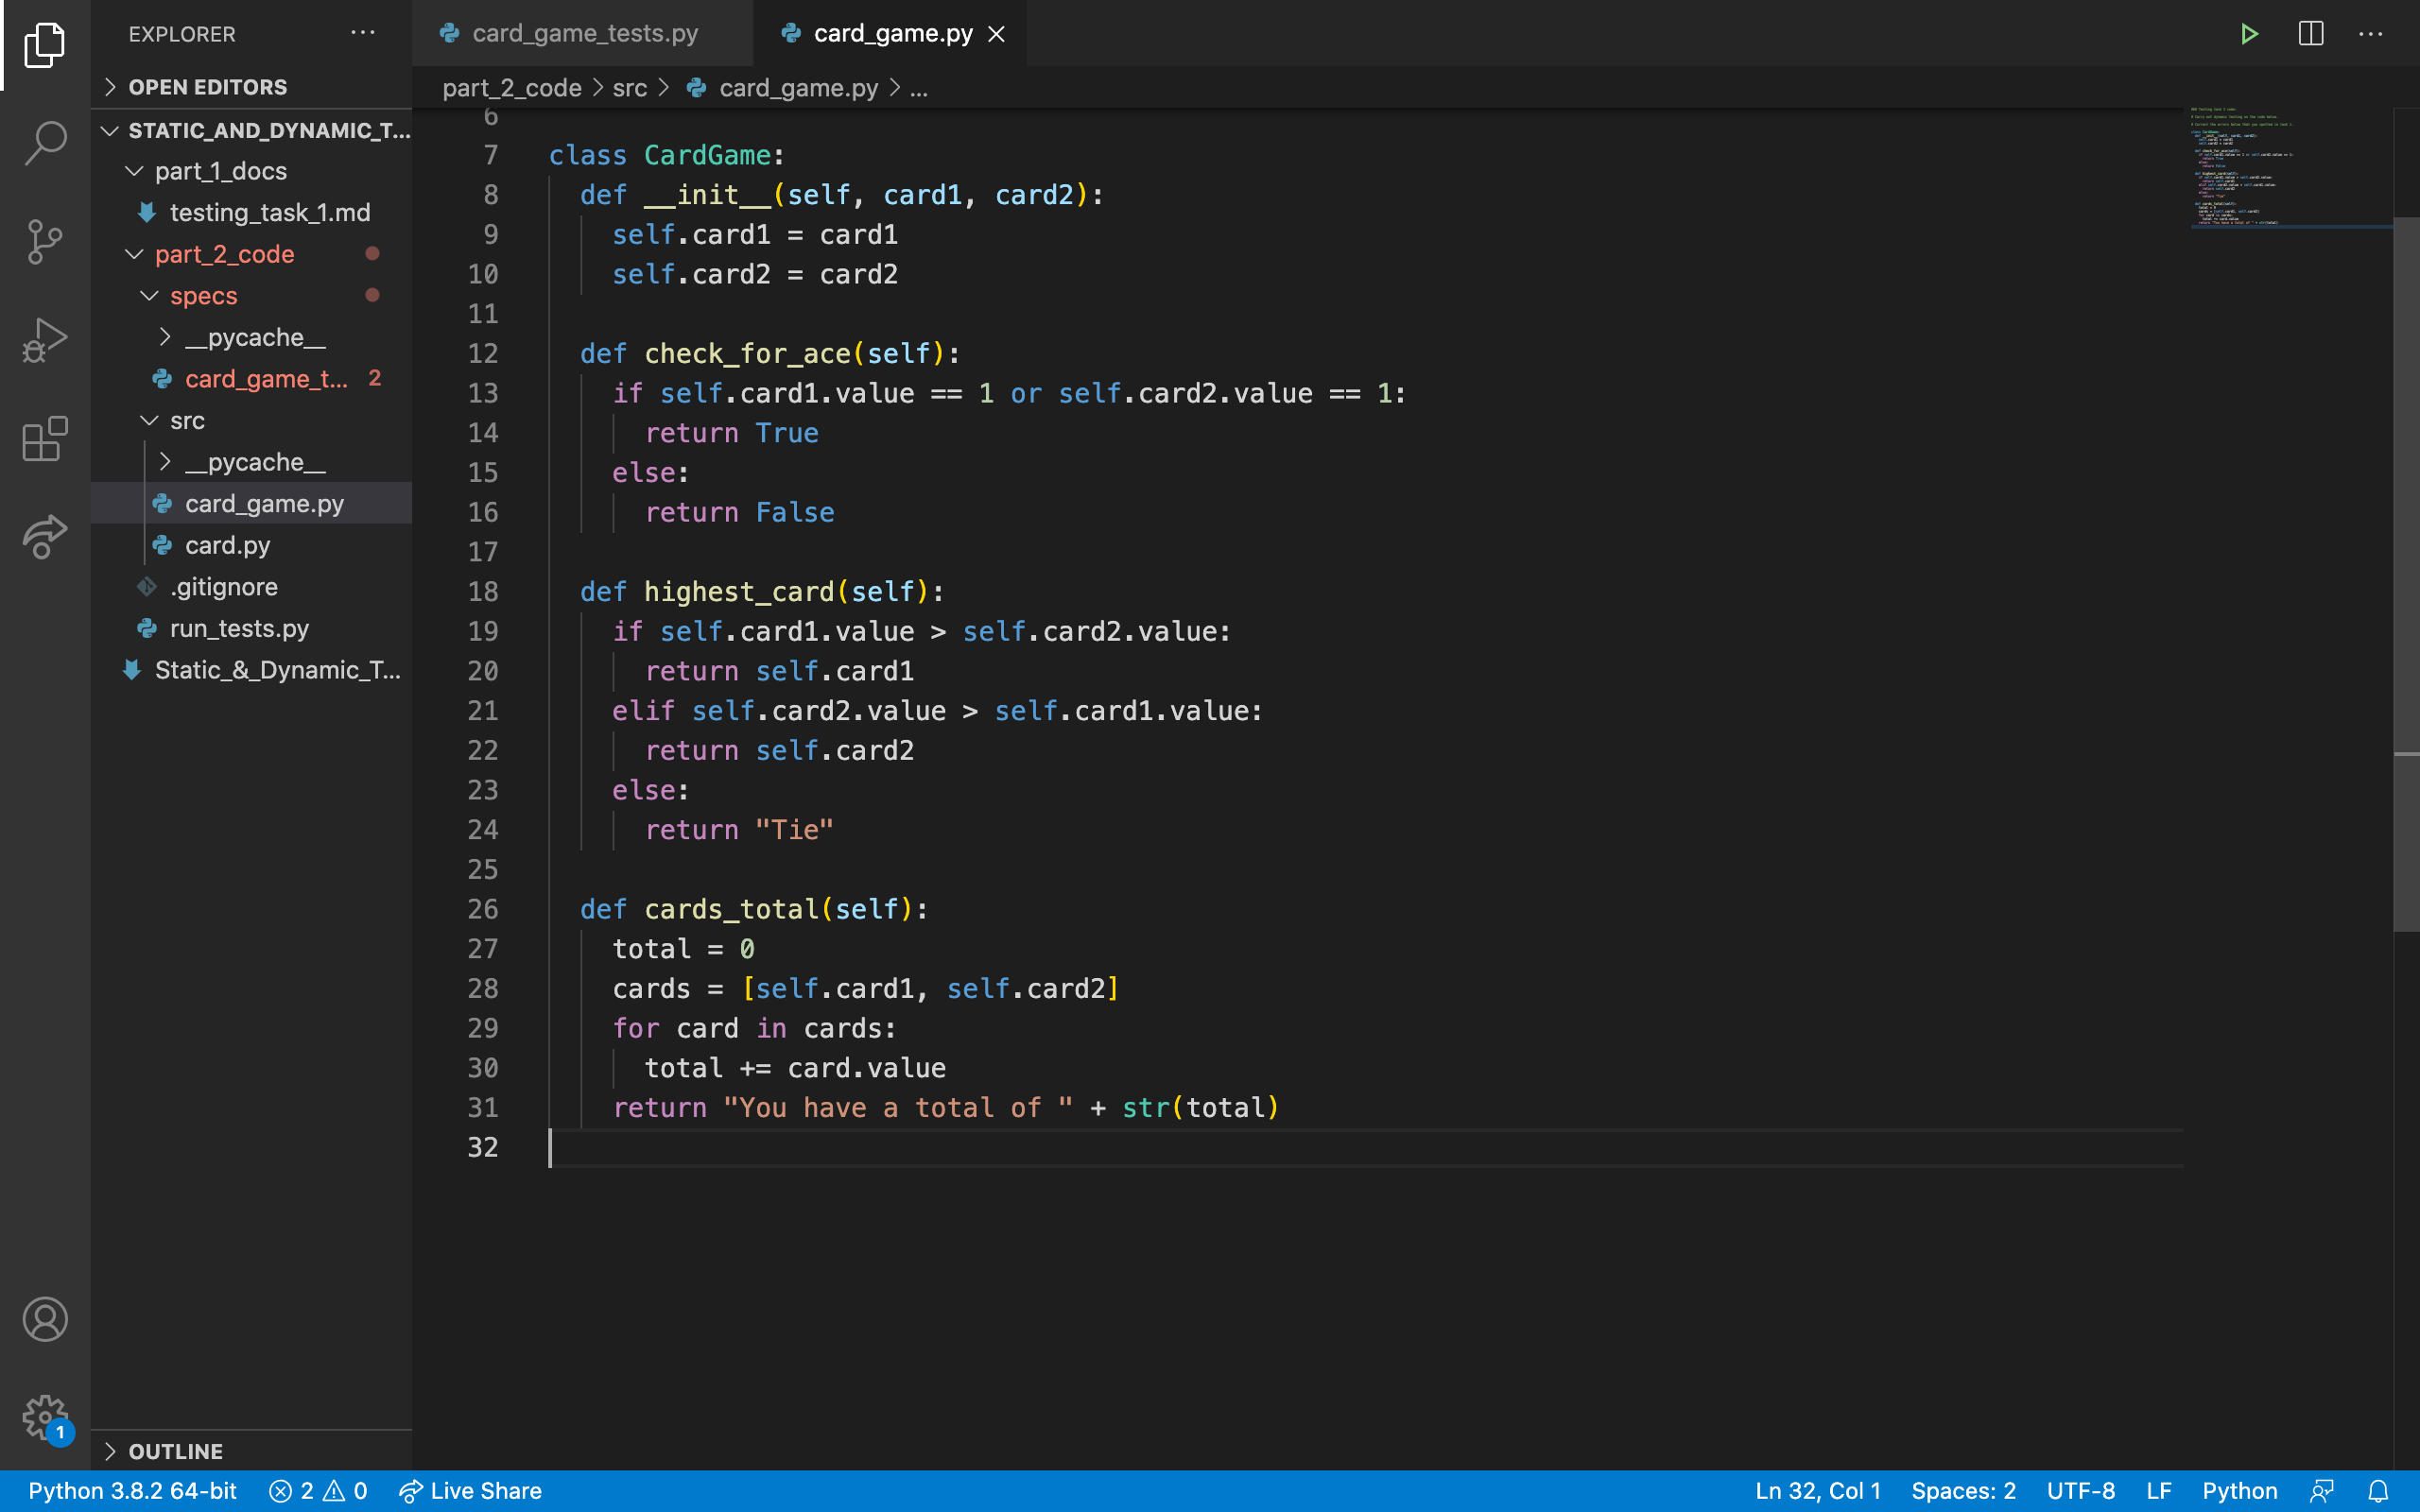 EXPLORER
OPEN EDITORS
STATIC_AND_DYNAMIC_T...
part_1_docs
testing_task_1.md
part_2_code
specs
__pycache__
card_game_t... 2
src
__pycache__
card_game.py
card.py
.gitignore
run_tests.py
Static_&_Dynamic_T...
OUTLINE
card_game_tests.py
card_game.py
part_2_code > src > card_game.py > ...
6
7 class CardGame:
8   def __init__(self, card1, card2):
9     self.card1 = card1
10     self.card2 = card2
11
12   def check_for_ace(self):
13     if self.card1.value == 1 or self.card2.value == 1:
14       return True
15     else:
16       return False
17
18   def highest_card(self):
19     if self.card1.value > self.card2.value:
20       return self.card1
21     elif self.card2.value > self.card1.value:
22       return self.card2
23     else:
24       return "Tie"
25
26   def cards_total(self):
27     total = 0
28     cards = [self.card1, self.card2]
29     for card in cards:
30       total += card.value
31     return "You have a total of " + str(total)
32
1
Python 3.8.2 64-bit 2 0 Live Share Ln 32, Col 1 Spaces: 2 UTF-8 LF Python